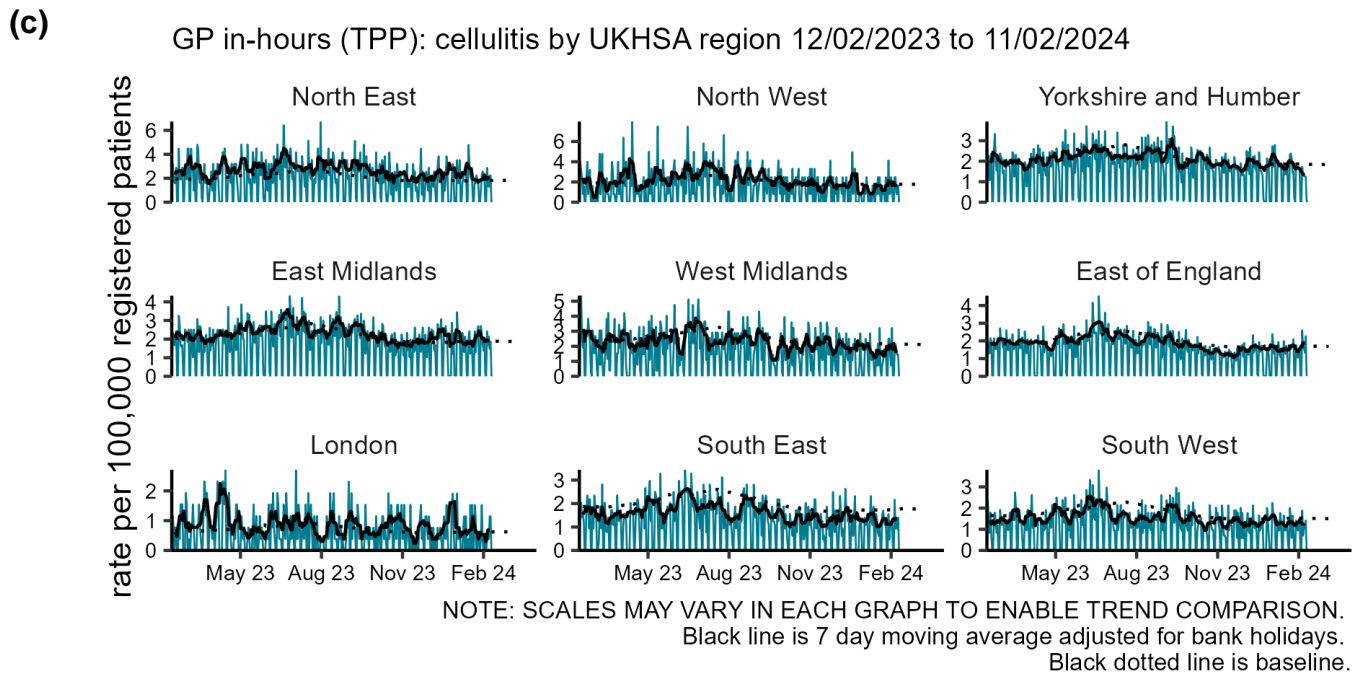 (c)
GP in-hours (TPP): cellulitis by UKHSA region 12/02/2023 to 11/02/2024
rate per 100,000 registered patients
North East
6
4
2
0
North West
6
4
2
0
Yorkshire and Humber
3
2
1
0
East Midlands
4
3
2
1
0
West Midlands
5
4
3
2
1
0
East of England
4
3
2
1
0
London
2
1
0
May 23 Aug 23 Nov 23 Feb 24
South East
3
2
1
0
May 23 Aug 23 Nov 23 Feb 24
South West
3
2
1
0
May 23 Aug 23 Nov 23 Feb 24
NOTE: SCALES MAY VARY IN EACH GRAPH TO ENABLE TREND COMPARISON.
Black line is 7 day moving average adjusted for bank holidays.
Black dotted line is baseline.